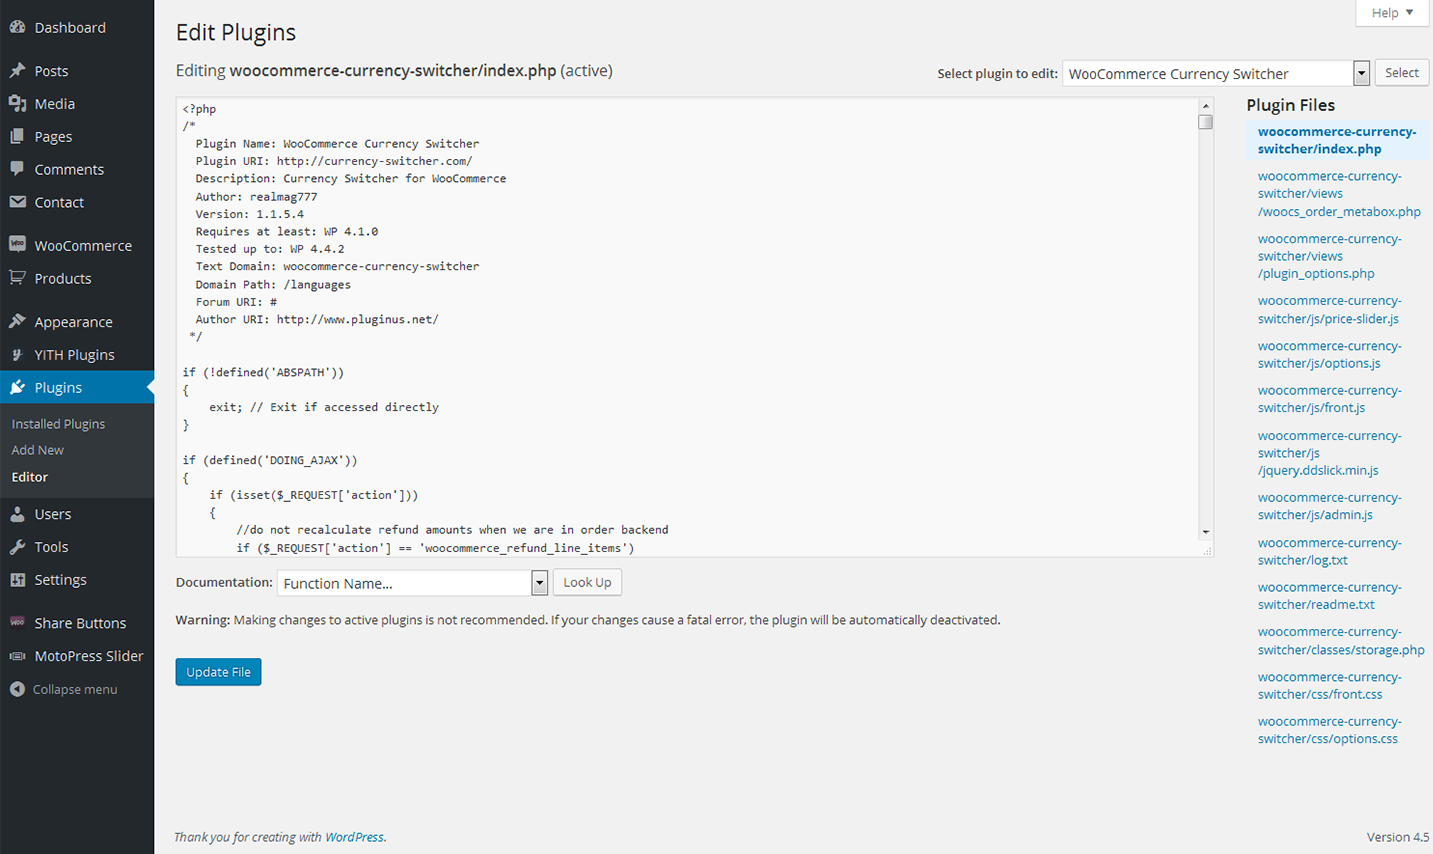 Dashboard
Posts
Media
Pages
Comments
Contact
WooCommerce
Products
Appearance
YITH Plugins
Plugins
Installed Plugins
Add New
Editor
Users
Tools
Settings
Share Buttons
MotoPress Slider
Collapse menu
Help
Edit Plugins
Editing woocommerce-currency-switcher/index.php (active)
Select plugin to edit: WooCommerce Currency Switcher Select
<?php
/*
Plugin Name: WooCommerce Currency Switcher
Plugin URI: http://currency-switcher.com/
Description: Currency Switcher for WooCommerce
Author: realmag777
Version: 1.1.5.4
Requires at least: WP 4.1.0
Tested up to: WP 4.4.2
Text Domain: woocommerce-currency-switcher
Domain Path: /languages
Forum URI: #
Author URI: http://www.pluginus.net/
*/
if (!defined('ABSPATH'))
{
exit; // Exit if accessed directly
}
if (defined('DOING_AJAX'))
{
if (isset($_REQUEST['action']))
{
//do not recalculate refund amounts when we are in order backend
if ($_REQUEST['action'] == 'woocommerce_refund_line_items')
Documentation: Function Name... Look Up
Warning: Making changes to active plugins is not recommended. If your changes cause a fatal error, the plugin will be automatically deactivated.
Update File
Plugin Files
woocommerce-currency-
switcher/index.php
woocommerce-currency-
switcher/views
/woocs_order_metabox.php
woocommerce-currency-
switcher/views
/plugin_options.php
woocommerce-currency-
switcher/js/price-slider.js
woocommerce-currency-
switcher/js/options.js
woocommerce-currency-
switcher/js/front.js
woocommerce-currency-
switcher/js
/jquery.ddslick.min.js
woocommerce-currency-
switcher/js/admin.js
woocommerce-currency-
switcher/log.txt
woocommerce-currency-
switcher/readme.txt
woocommerce-currency-
switcher/classes/storage.php
woocommerce-currency-
switcher/css/front.css
woocommerce-currency-
switcher/css/options.css
Thank you for creating with WordPress.
Version 4.5